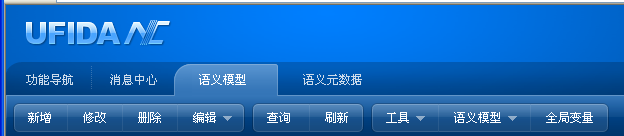 UFIDA NC
功能导航 消息中心 语义模型 语义元数据
新增 修改 删除 编辑 查询 刷新 工具 语义模型 全局变量